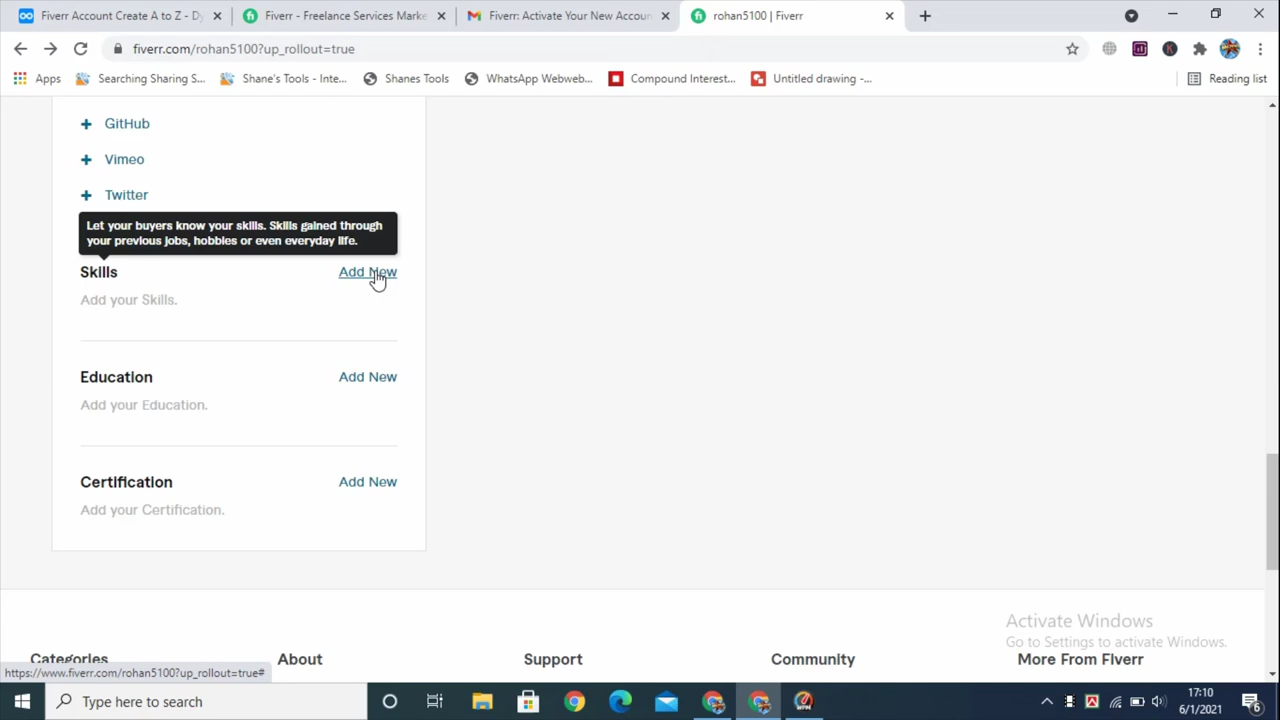 Fiverr Account Create A to Z - Dy
Fiverr - Freelance Services Marke
Fiverr: Activate Your New Accoun
rohan5100 | Fiverr
fiverr.com/rohan5100?up_rollout=true
Apps
Searching Sharing S...
Shane's Tools - Inte...
Shanes Tools
WhatsApp Webweb...
Compound Interest...
Untitled drawing -...
Reading list
+ GitHub
+ Vimeo
+ Twitter
Let your buyers know your skills. Skills gained through
your previous jobs, hobbies or even everyday life.
Skills Add New
Add your Skills.
Education Add New
Add your Education.
Certification Add New
Add your Certification.
Activate Windows
Go to Settings to activate Windows.
Categories About Support Community More From Fiverr
https://www.fiverr.com/rohan5100?up_rollout=true#
Type here to search
17:10
6/1/2021
6